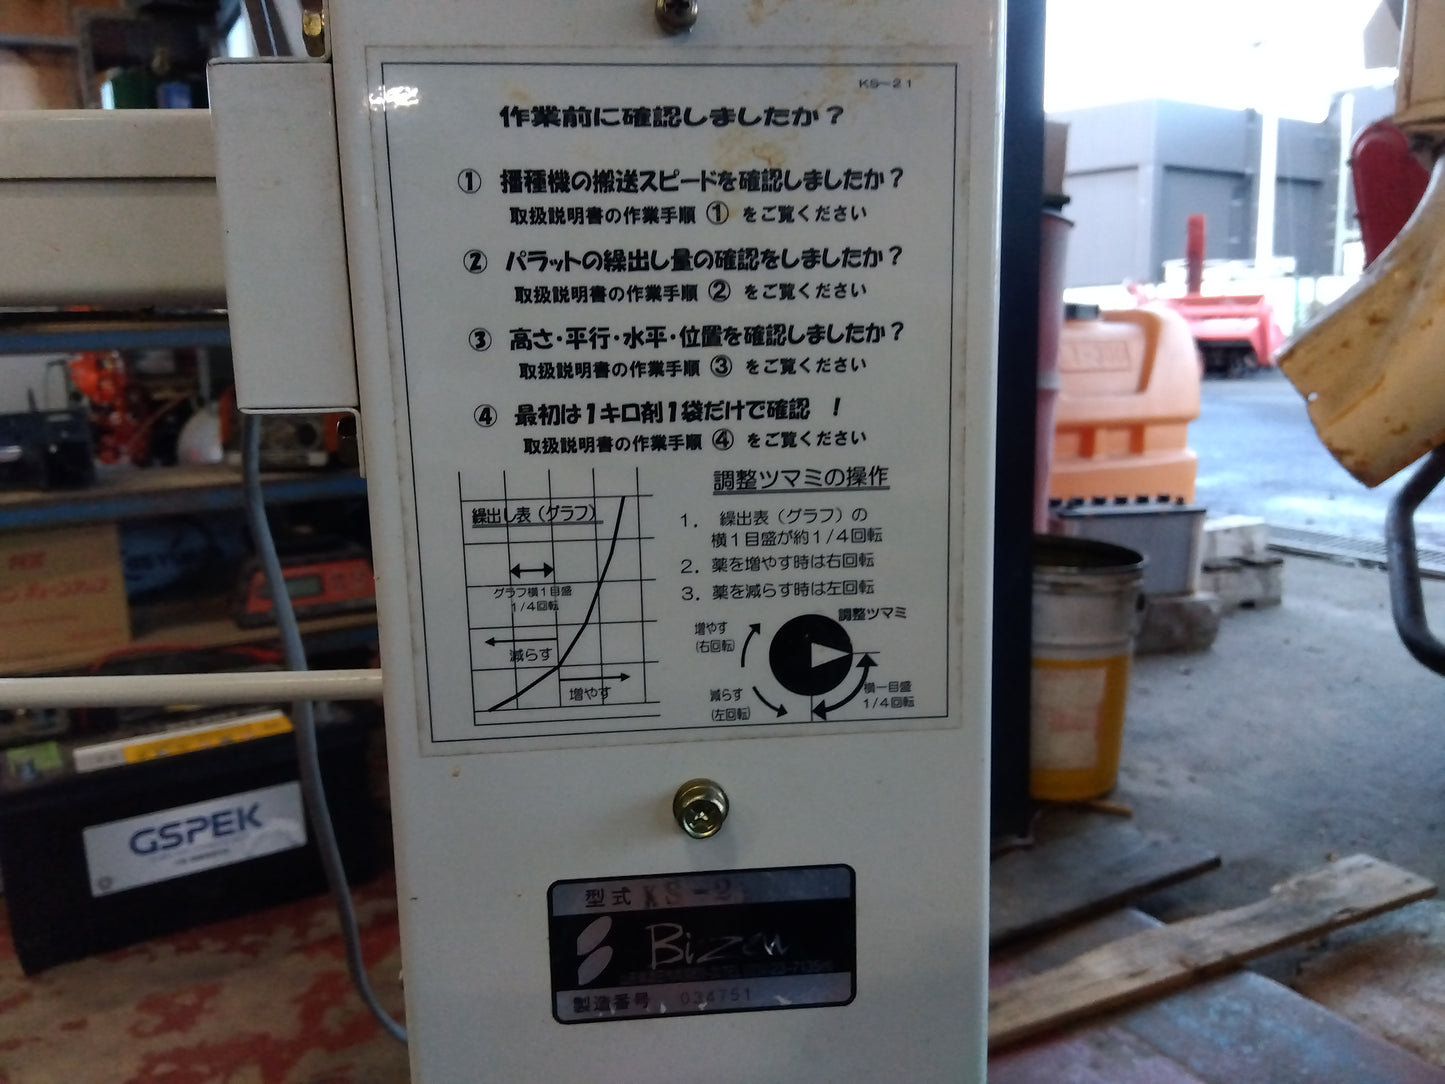 KS-21
作業前に確認しましたか？
① 播種機の搬送スピードを確認しましたか？
取扱説明書の作業手順 ① をご覧ください
② パラットの繰出し量の確認をしましたか？
取扱説明書の作業手順 ② をご覧ください
③ 高さ・平行・水平・位置を確認しましたか？
取扱説明書の作業手順 ③ をご覧ください
④ 最初は1キロ剤1袋だけで確認 ！
取扱説明書の作業手順 ④ をご覧ください
繰出し表（グラフ）
グラフ横1目盛
1/4回転
減らす
増やす
調整ツマミの操作
1. 繰出表（グラフ）の
横1目盛が約1/4回転
2. 薬を増やす時は右回転
3. 薬を減らす時は左回転
調整ツマミ
増やす
(右回転)
減らす
(左回転)
横一目盛
1/4回転
型式 KS-2
Bizen
製造番号 034751
GSPEK